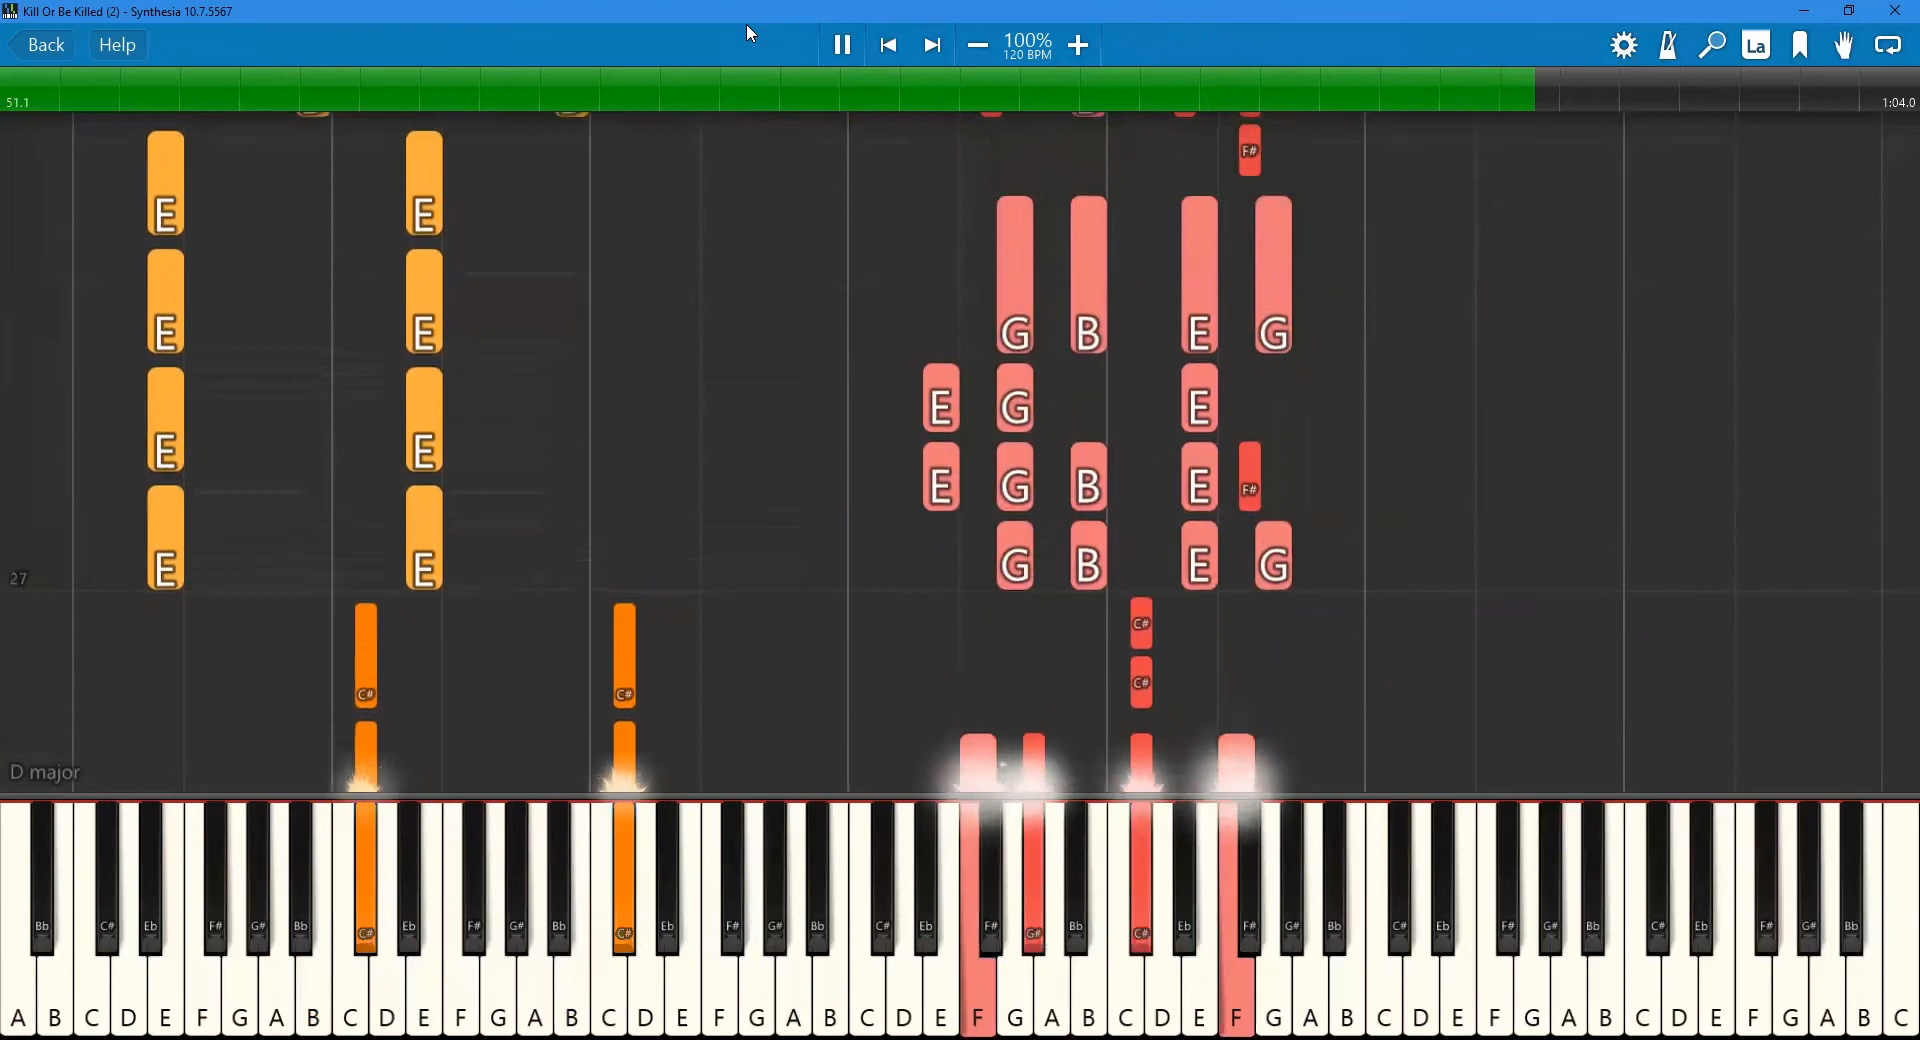 Kill Or Be Killed (2) - Synthesia 10.7.5567
Back Help 100% La
120 BPM
51.1 1:04.0
F#
E E
E E G B E G
E G E
E E
E G B E F#
E E G B E G
27
C#
C# C# C#
D major
Bb C# Eb F# G# Bb C# Eb F# G# Bb C# Eb F# G# Bb C# Eb F# G# Bb C# Eb F# G# Bb C# Eb F# G# Bb C# Eb F# G# Bb
A B C D E F G A B C D E F G A B C D E F G A B C D E F G A B C D E F G A B C D E F G A B C D E F G A B C